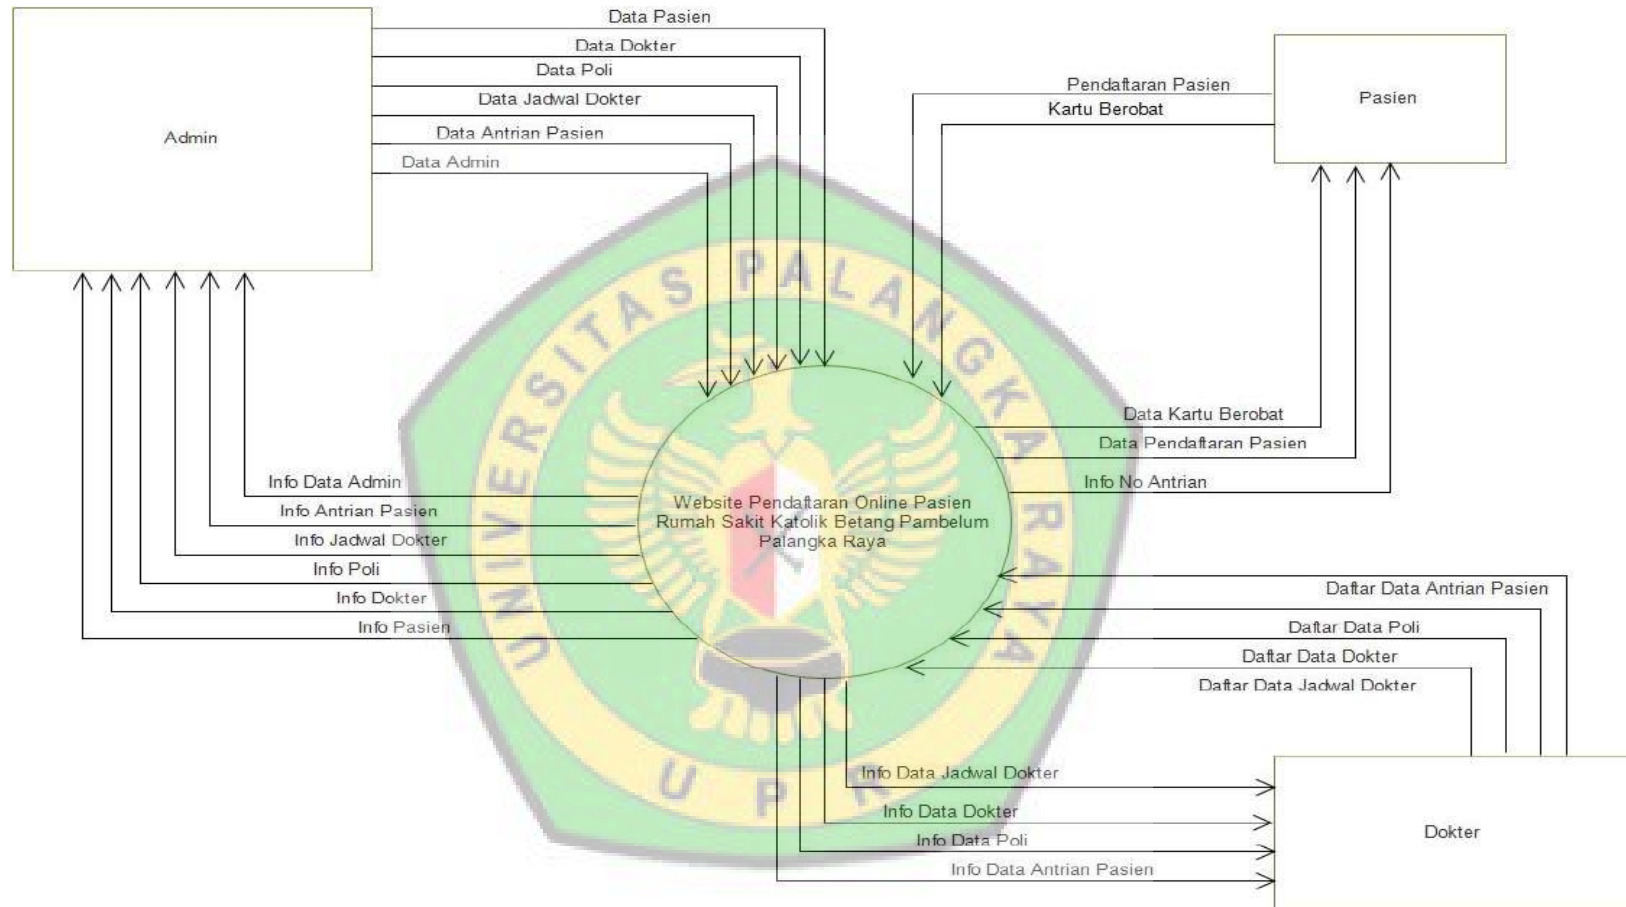 Data Pasien
Data Dokter
Data Poli
Data Jadwal Dokter
Data Antrian Pasien
Data Admin
Admin
Pendaftaran Pasien
Kartu Berobat
Pasien
UNIVERSITAS PALANGKA RAYA
Data Kartu Berobat
Data Pendaftaran Pasien
Info No Antrian
Info Data Admin
Info Antrian Pasien
Info Jadwal Dokter
Info Poli
Info Dokter
Info Pasien
Website Pendaftaran Online Pasien
Rumah Sakit Katolik Betang Pambelum
Palangka Raya
Daftar Data Antrian Pasien
Daftar Data Poli
Daftar Data Dokter
Daftar Data Jadwal Dokter
UPR
Info Data Jadwal Dokter
Info Data Dokter
Info Data Poli
Info Data Antrian Pasien
Dokter